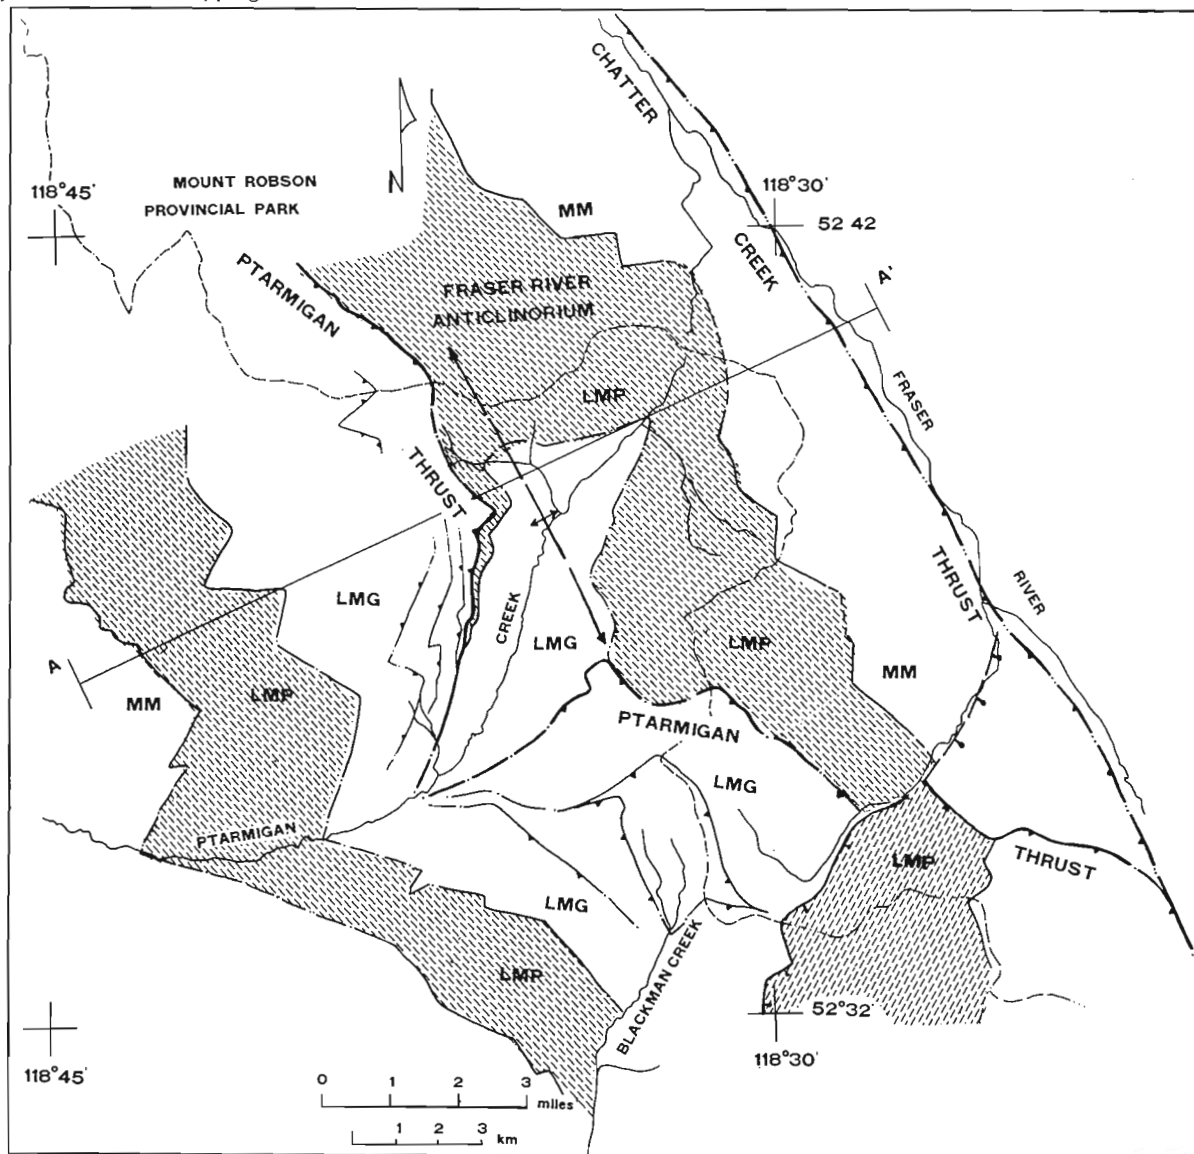 CHATTER
118°45'
MOUNT ROBSON
PROVINCIAL PARK
N
118°30'
MM
52 42
CREEK
PTARMIGAN
FRASER RIVER
ANTICLINORIUM
A'
FRASER
LMP
THRUST
THRUST
RIVER
LMG
CREEK
LMG
LMP
MM
A
MM
LMP
PTARMIGAN
LMG
PTARMIGAN
LMP
THRUST
LMG
LMP
BLACKMAN CREEK
52°32'
118°45'
118°30'
0 1 2 3
miles
1 2 3 km